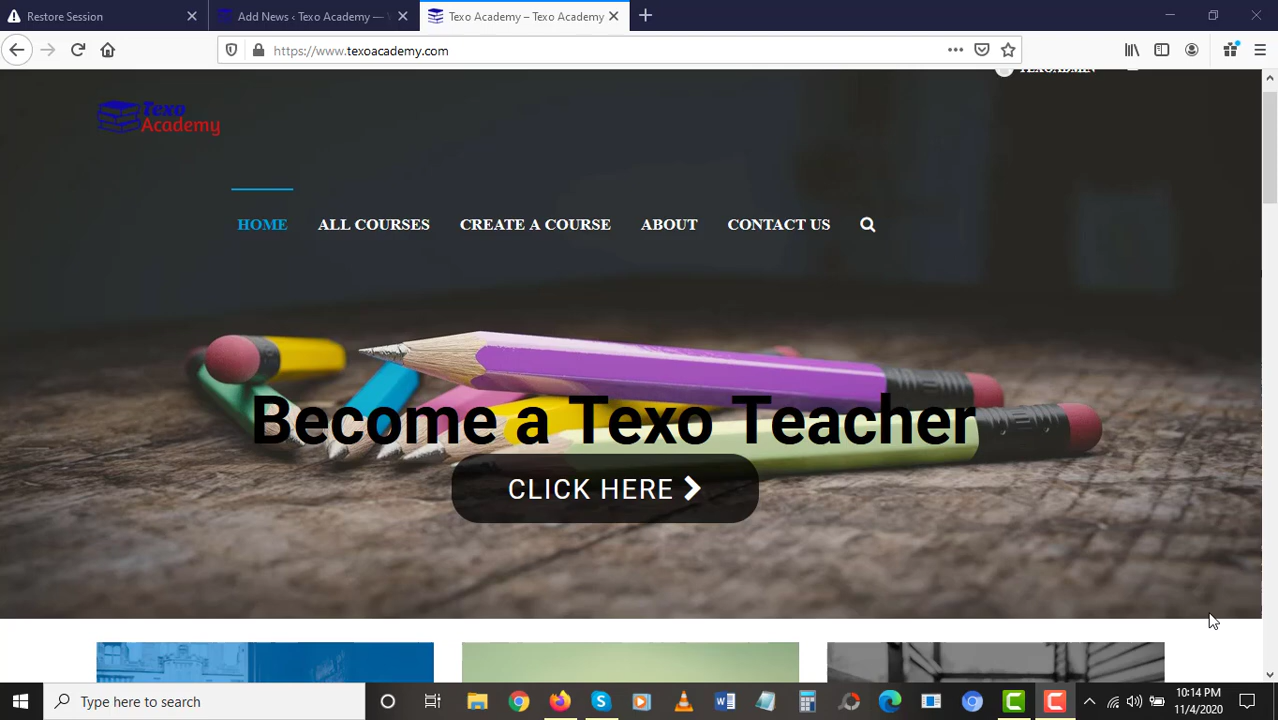 Restore Session
Add News ‹ Texo Academy —
Texo Academy – Texo Academy
https://www.texoacademy.com
TEXOADMIN
Texo
Academy
HOME ALL COURSES CREATE A COURSE ABOUT CONTACT US
Become a Texo Teacher
CLICK HERE
Type here to search
10:14 PM
11/4/2020